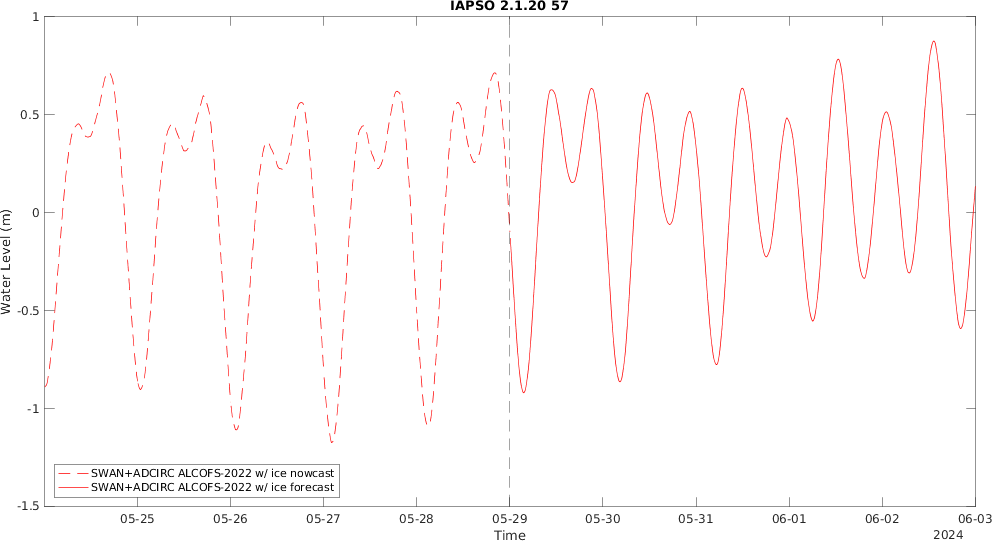 IAPSO 2.1.20 57
1
0.5
0
-0.5
-1
-1.5
Water Level (m)
SWAN+ADCIRC ALCOFS-2022 w/ ice nowcast
SWAN+ADCIRC ALCOFS-2022 w/ ice forecast
05-25 05-26 05-27 05-28 05-29 05-30 05-31 06-01 06-02 06-03
Time
2024